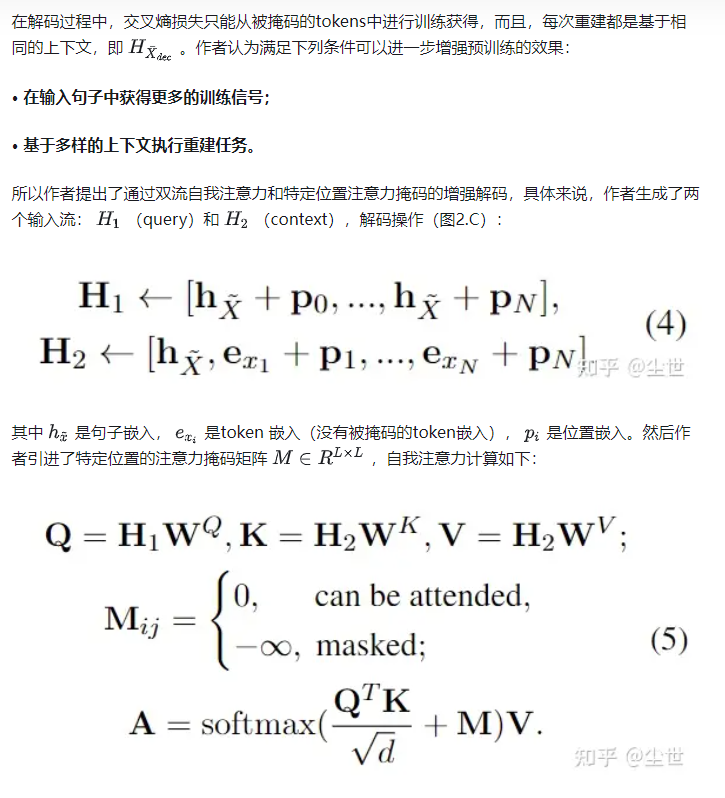 在解码过程中，交叉熵损失只能从被掩码的tokens中进行训练获得，而且，每次重建都是基于相
同的上下文，即 $H_{\tilde{X}_{dec}}$ 。作者认为满足下列条件可以进一步增强预训练的效果：
• 在输入句子中获得更多的训练信号；
• 基于多样的上下文执行重建任务。
所以作者提出了通过双流自我注意力和特定位置注意力掩码的增强解码，具体来说，作者生成了两
个输入流： $H_1$ （query）和 $H_2$ （context），解码操作（图2.C）：
$\mathbf{H}_1 \leftarrow [\mathbf{h}_{\tilde{X}} + \mathbf{p}_0, ..., \mathbf{h}_{\tilde{X}} + \mathbf{p}_N],$
(4)
$\mathbf{H}_2 \leftarrow [\mathbf{h}_{\tilde{X}}, \mathbf{e}_{x_1} + \mathbf{p}_1, ..., \mathbf{e}_{x_N} + \mathbf{p}_N]$
知乎 @尘世
其中 $h_{\tilde{x}}$ 是句子嵌入， $e_{x_i}$ 是token 嵌入（没有被掩码的token嵌入）， $p_i$ 是位置嵌入。然后作
者引进了特定位置的注意力掩码矩阵 $M \in R^{L \times L}$ ，自我注意力计算如下：
$\mathbf{Q} = \mathbf{H}_1\mathbf{W}^Q, \mathbf{K} = \mathbf{H}_2\mathbf{W}^K, \mathbf{V} = \mathbf{H}_2\mathbf{W}^V;$
$\mathbf{M}_{ij} = \begin{cases} 0, & \text{can be attended}, \\ -\infty, & \text{masked}; \end{cases}$
(5)
$\mathbf{A} = \text{softmax}(\frac{\mathbf{Q}^T\mathbf{K}}{\sqrt{d}} + \mathbf{M})\mathbf{V}.$
知乎 @尘世